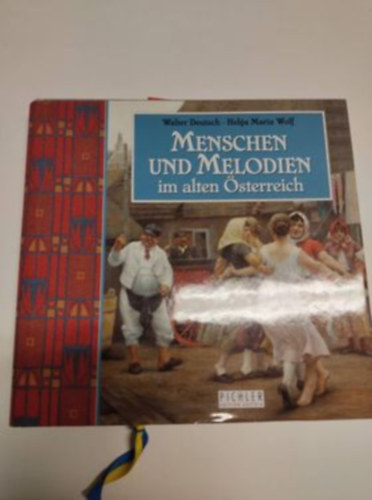 Walter Deutsch · Helga Maria Wolf
MENSCHEN
UND MELODIEN
im alten Österreich
PICHLER